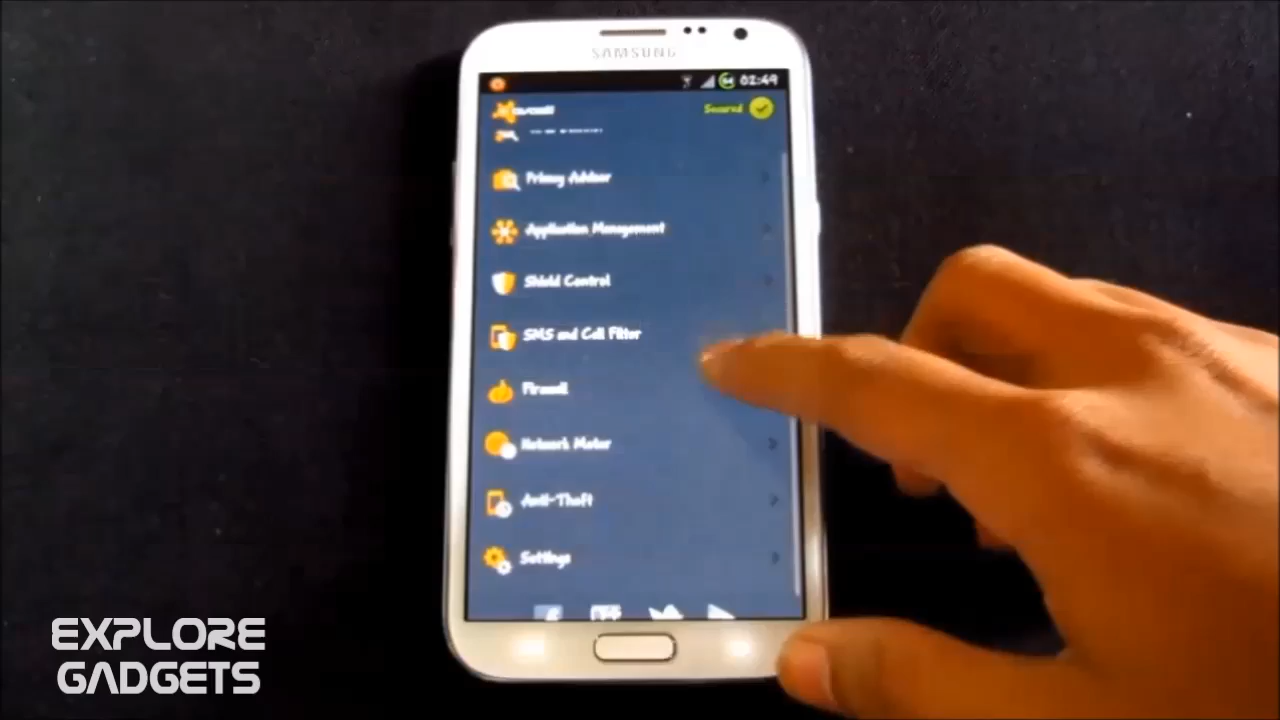 SAMSUNG
02:49
avast!
Secured
Privacy Advisor
Application Management
Shield Control
SMS and Call Filter
Firewall
Network Meter
Anti-Theft
Settings
EXPLORE
GADGETS